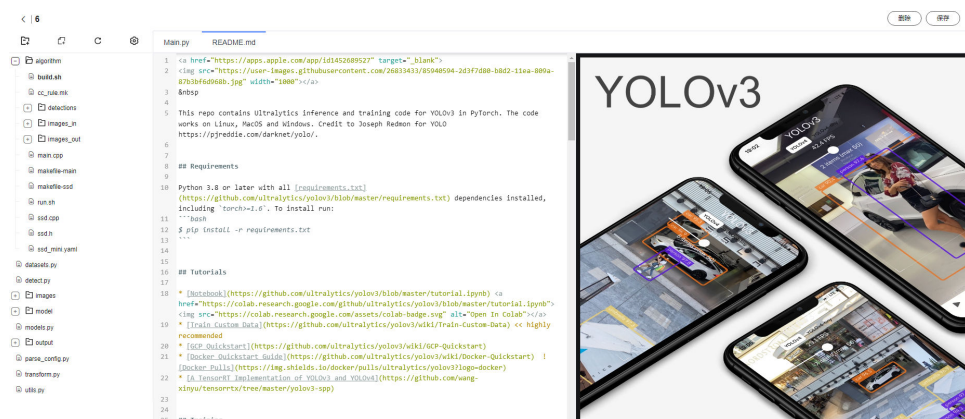 < | 6
删除 保存
algorithm
build.sh
cc_rule.mk
detections
images_in
images_out
main.cpp
makefile-main
makefile-ssd
run.sh
ssd.cpp
ssd.h
ssd_mini.yaml
datasets.py
detect.py
images
model
models.py
output
parse_config.py
transform.py
utils.py
Main.py README.md
1 <a href="https://apps.apple.com/app/id1452689527" target="_blank">
2 <img src="https://user-images.githubusercontent.com/26833433/85940594-2d3f7d80-b8d2-11ea-809a-
87b3bf6d968b.jpg" width="1000"></a>
3 &nbsp
4
5 This repo contains Ultralytics inference and training code for YOLOv3 in PyTorch. The code
works on Linux, MacOS and Windows. Credit to Joseph Redmon for YOLO
https://pjreddie.com/darknet/yolo/.
6
7
8 ## Requirements
9
10 Python 3.8 or later with all [requirements.txt]
(https://github.com/ultralytics/yolov3/blob/master/requirements.txt) dependencies installed,
including `torch>=1.6`. To install run:
11 ```bash
12 $ pip install -r requirements.txt
13 ```
14
15
16 ## Tutorials
17
18 * [Notebook](https://github.com/ultralytics/yolov3/blob/master/tutorial.ipynb) <a
href="https://colab.research.google.com/github/ultralytics/yolov3/blob/master/tutorial.ipynb">
<img src="https://colab.research.google.com/assets/colab-badge.svg" alt="Open In Colab"></a>
19 * [Train Custom Data](https://github.com/ultralytics/yolov3/wiki/Train-Custom-Data) << highly
recommended
20 * [GCP Quickstart](https://github.com/ultralytics/yolov3/wiki/GCP-Quickstart)
21 * [Docker Quickstart Guide](https://github.com/ultralytics/yolov3/wiki/Docker-Quickstart) !
[Docker Pulls](https://img.shields.io/docker/pulls/ultralytics/yolov3?logo=docker)
22 * [A TensorRT Implementation of YOLOv3 and YOLOv4](https://github.com/wang-
xinyu/tensorrtx/tree/master/yolov3-spp)
23
24
YOLOv3
19:02
YOLOv3
YOLOv3
42.4 FPS
2 items (max 50)